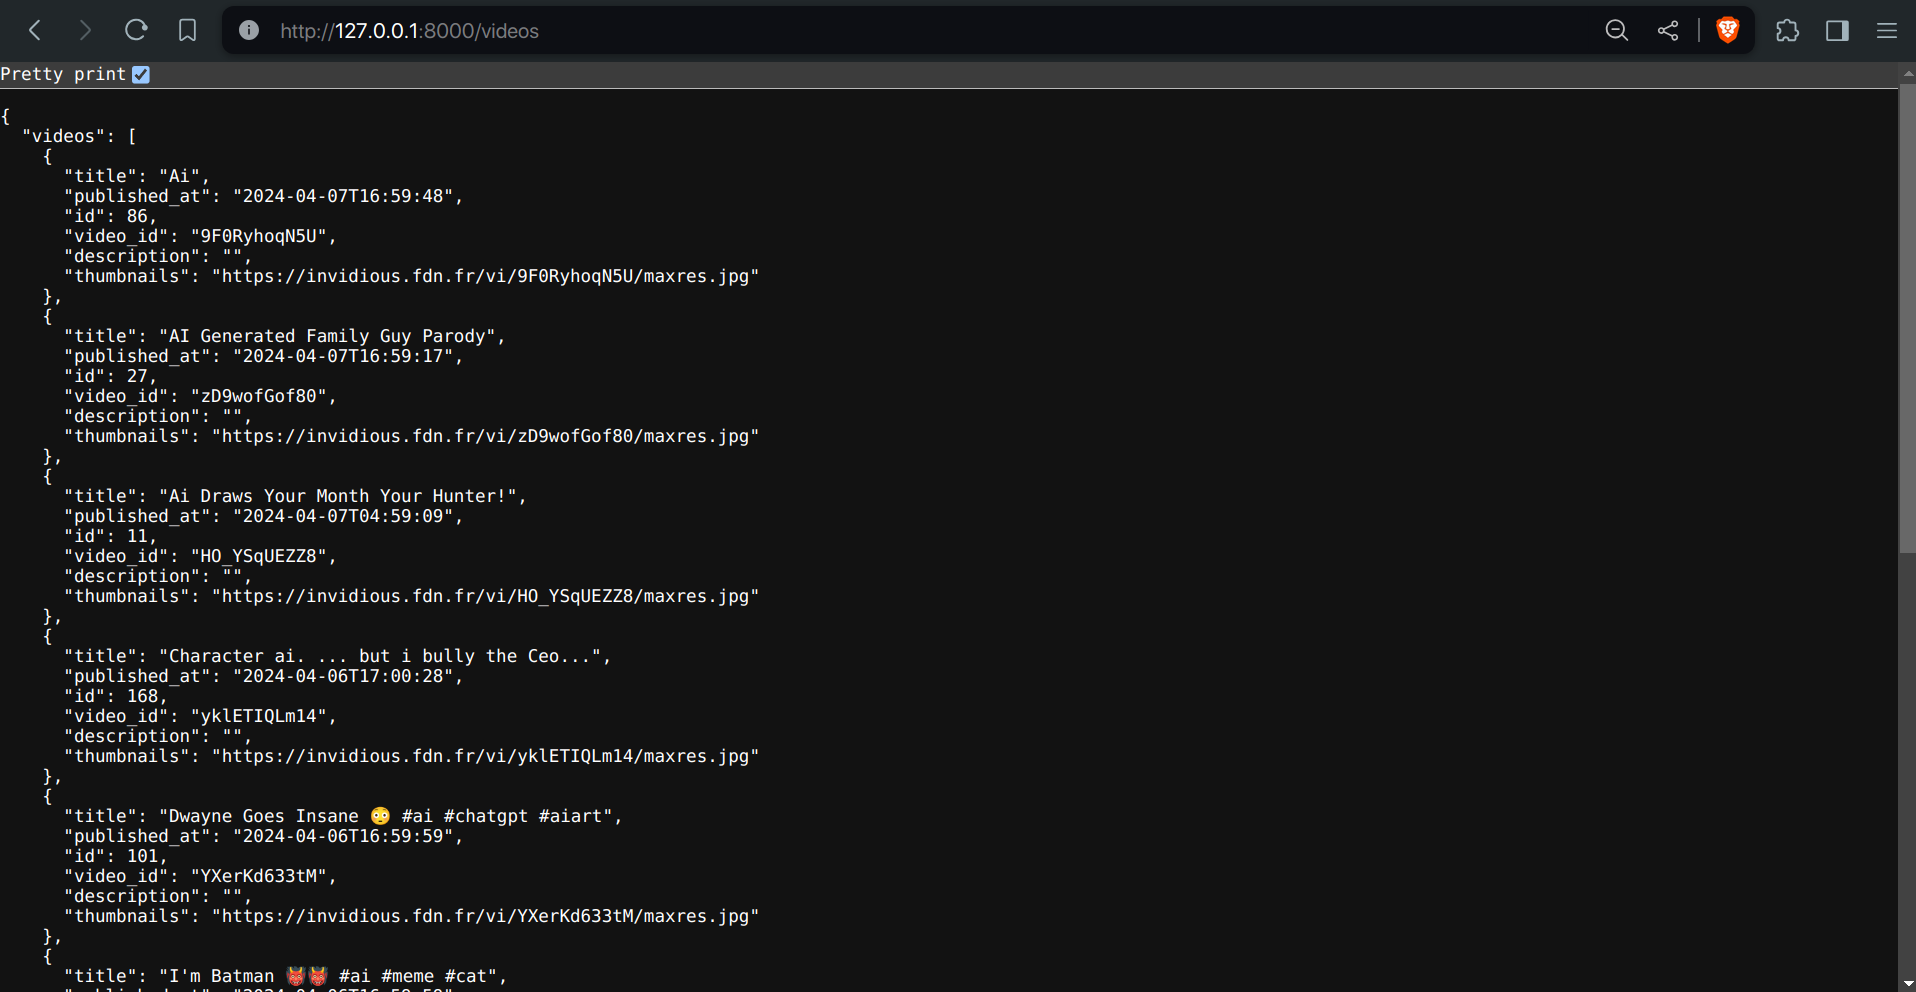 http://127.0.0.1:8000/videos
Pretty print
{
"videos": [
{
"title": "Ai",
"published_at": "2024-04-07T16:59:48",
"id": 86,
"video_id": "9F0RyhoqN5U",
"description": "",
"thumbnails": "https://invidious.fdn.fr/vi/9F0RyhoqN5U/maxres.jpg"
},
{
"title": "AI Generated Family Guy Parody",
"published_at": "2024-04-07T16:59:17",
"id": 27,
"video_id": "zD9wofGof80",
"description": "",
"thumbnails": "https://invidious.fdn.fr/vi/zD9wofGof80/maxres.jpg"
},
{
"title": "Ai Draws Your Month Your Hunter!",
"published_at": "2024-04-07T04:59:09",
"id": 11,
"video_id": "HO_YSqUEZZ8",
"description": "",
"thumbnails": "https://invidious.fdn.fr/vi/HO_YSqUEZZ8/maxres.jpg"
},
{
"title": "Character ai. ... but i bully the Ceo...",
"published_at": "2024-04-06T17:00:28",
"id": 168,
"video_id": "yklETIQLm14",
"description": "",
"thumbnails": "https://invidious.fdn.fr/vi/yklETIQLm14/maxres.jpg"
},
{
"title": "Dwayne Goes Insane 😳 #ai #chatgpt #aiart",
"published_at": "2024-04-06T16:59:59",
"id": 101,
"video_id": "YXerKd633tM",
"description": "",
"thumbnails": "https://invidious.fdn.fr/vi/YXerKd633tM/maxres.jpg"
},
{
"title": "I'm Batman 👹👹 #ai #meme #cat",